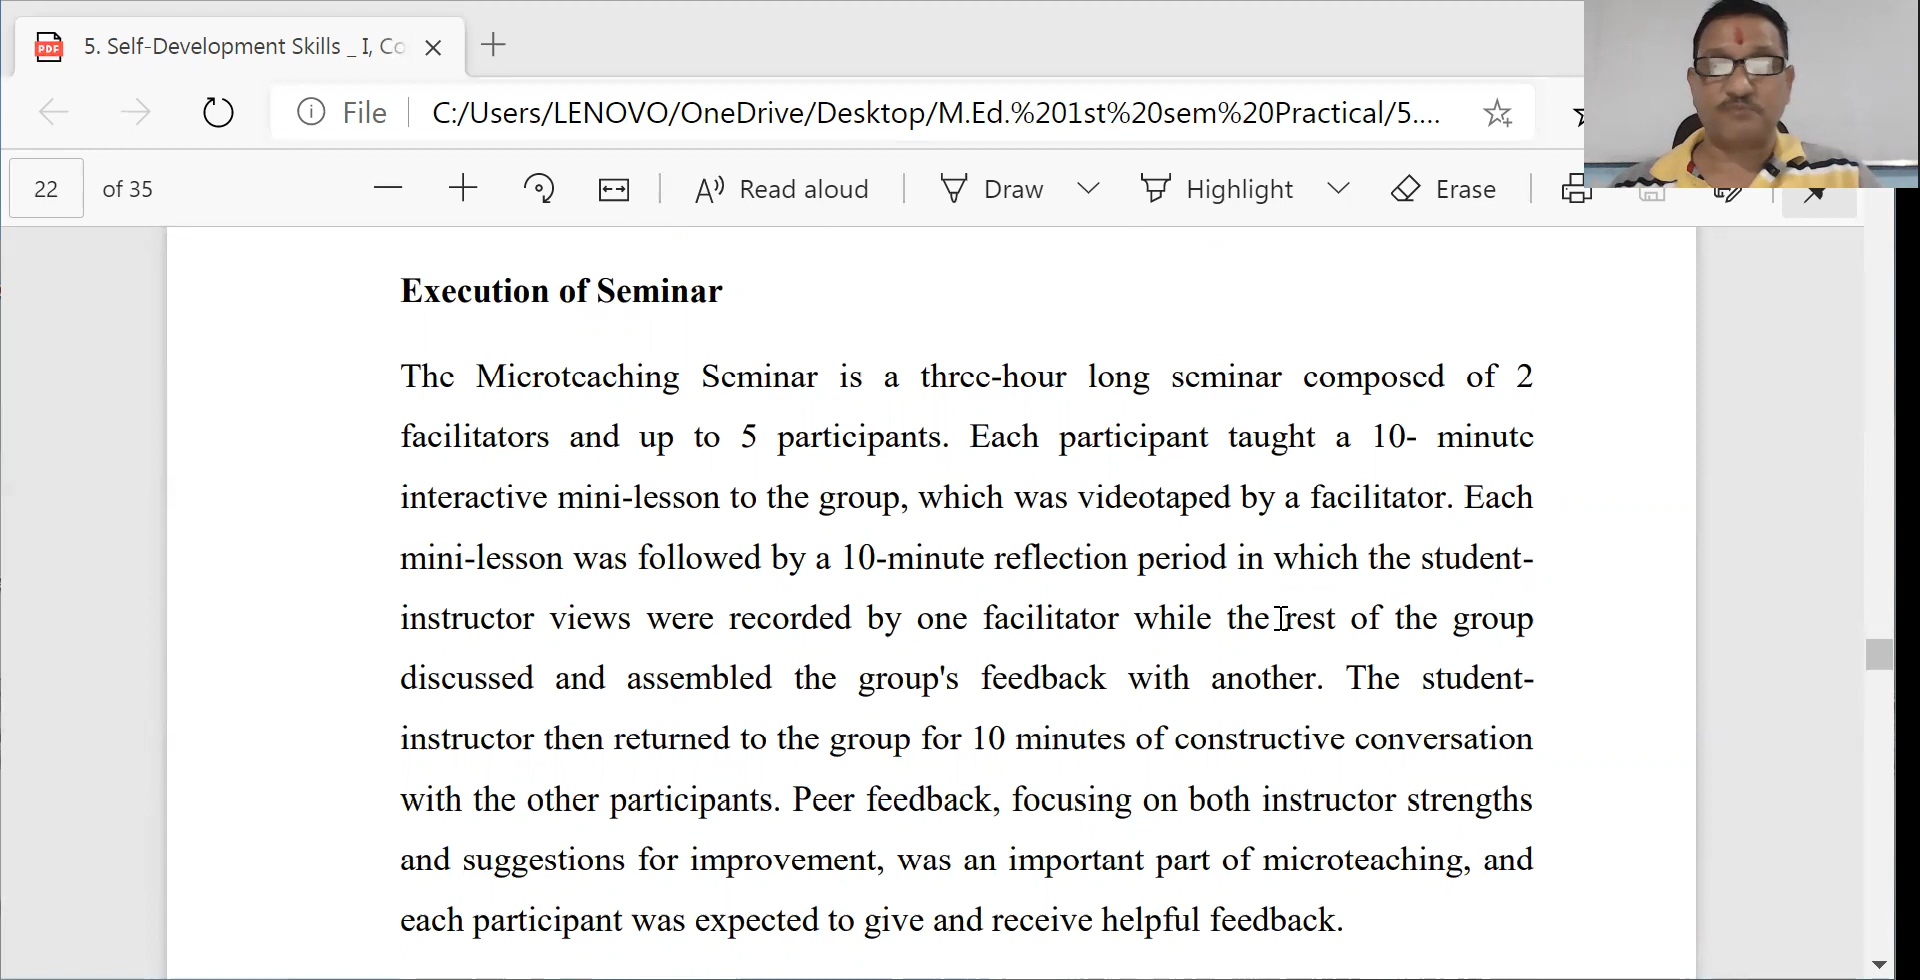 5. Self-Development Skills _ I, Co
File
C:/Users/LENOVO/OneDrive/Desktop/M.Ed.%201st%20sem%20Practical/5....
22
of 35
Read aloud
Draw
Highlight
Erase
Execution of Seminar
The Microteaching Seminar is a three-hour long seminar composed of 2
facilitators and up to 5 participants. Each participant taught a 10- minute
interactive mini-lesson to the group, which was videotaped by a facilitator. Each
mini-lesson was followed by a 10-minute reflection period in which the student-
instructor views were recorded by one facilitator while the rest of the group
discussed and assembled the group's feedback with another. The student-
instructor then returned to the group for 10 minutes of constructive conversation
with the other participants. Peer feedback, focusing on both instructor strengths
and suggestions for improvement, was an important part of microteaching, and
each participant was expected to give and receive helpful feedback.